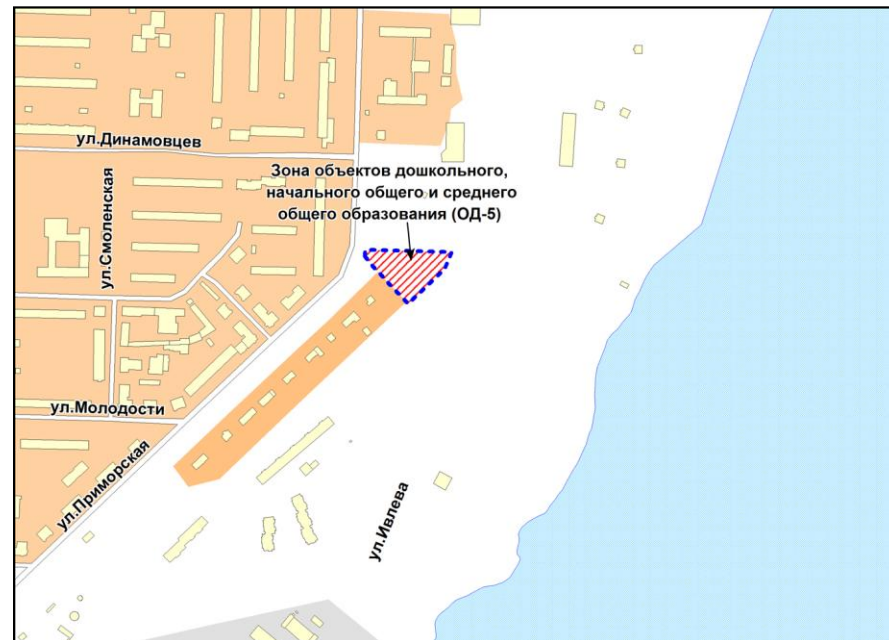 ул.Динамовцев
Зона объектов дошкольного,
начального общего и среднего
общего образования (ОД-5)
ул.Смоленская
ул.Молодости
ул.Приморская
ул.Ивлева